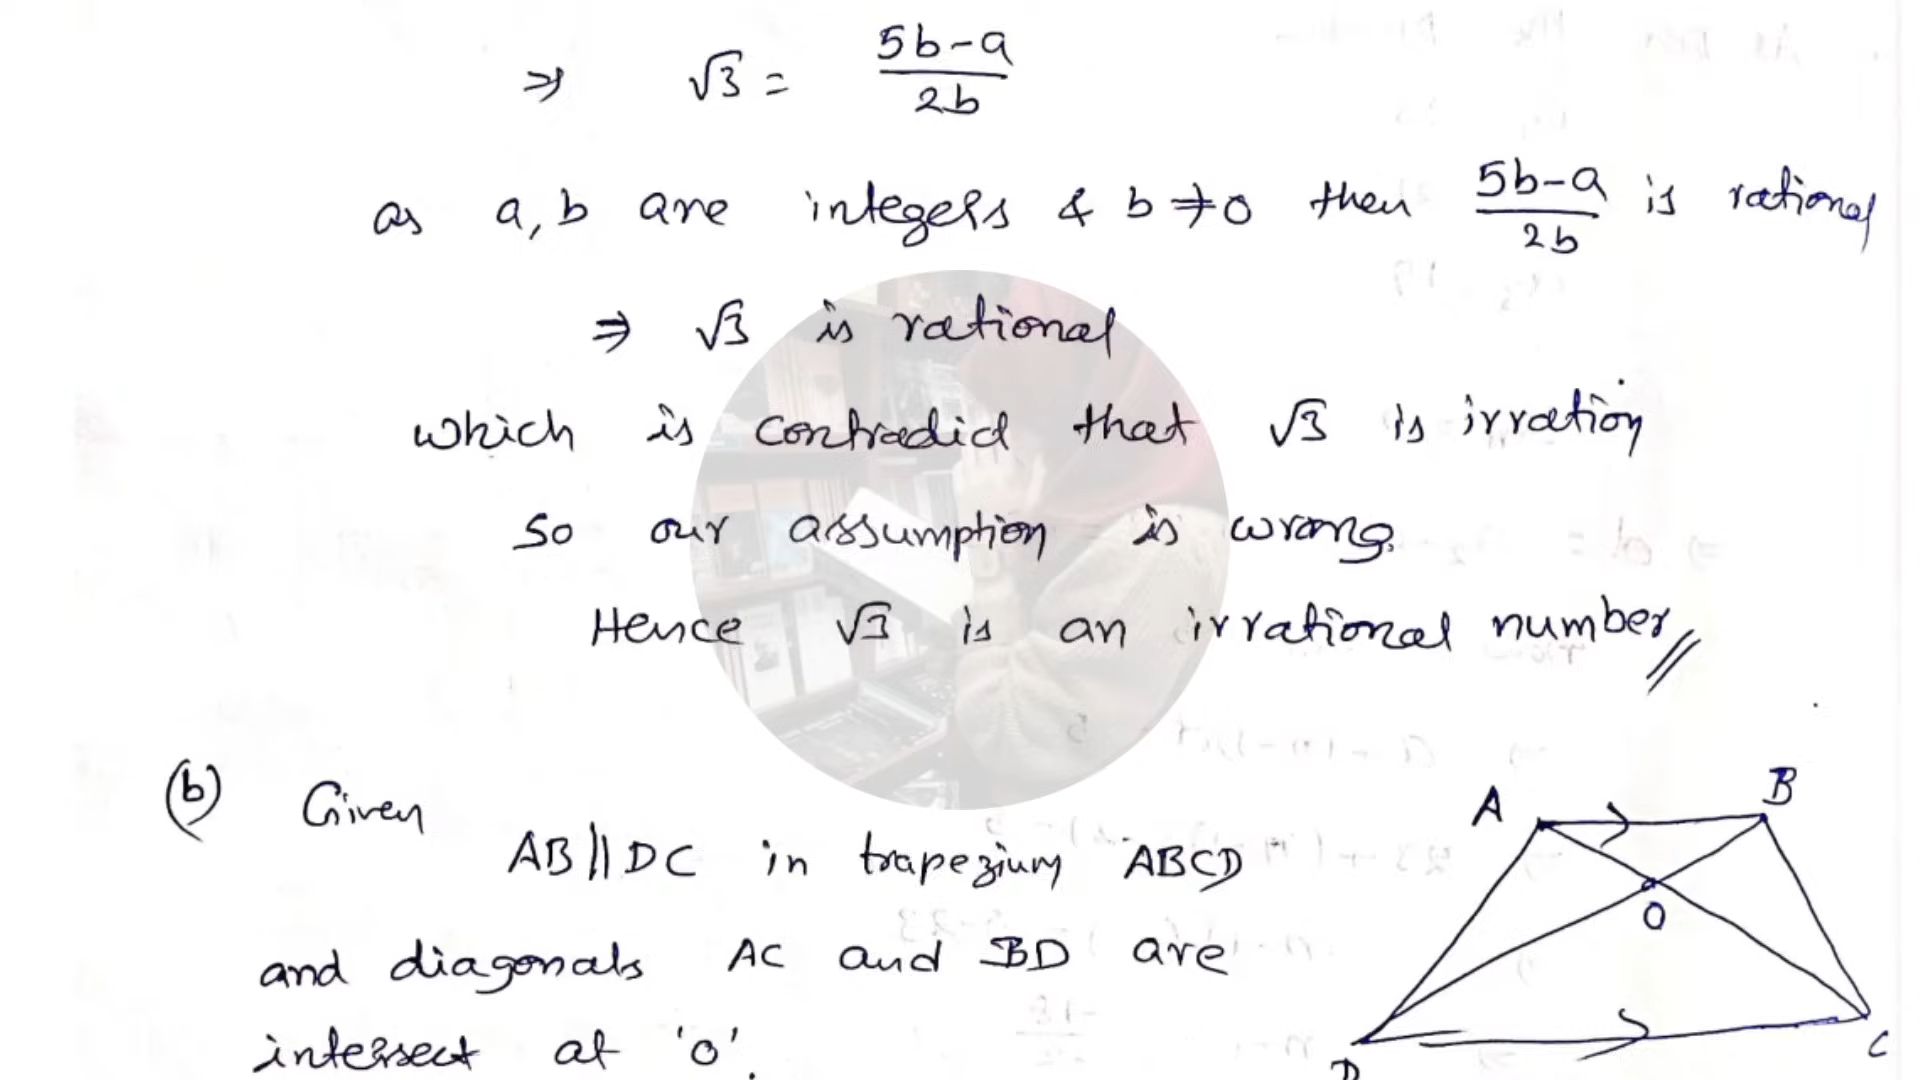 ⇒ √3 = (5b-a)/2b
as a, b are integers & b≠0 then (5b-a)/2b is rational
⇒ √3 is rational
which is contradict that √3 is irration
so our assumption is wrong.
Hence √3 is an irrational number //
(b) Given
AB || DC in trapezium ABCD
and diagonals AC and BD are
intersect at 'O'.
A B
O
D C